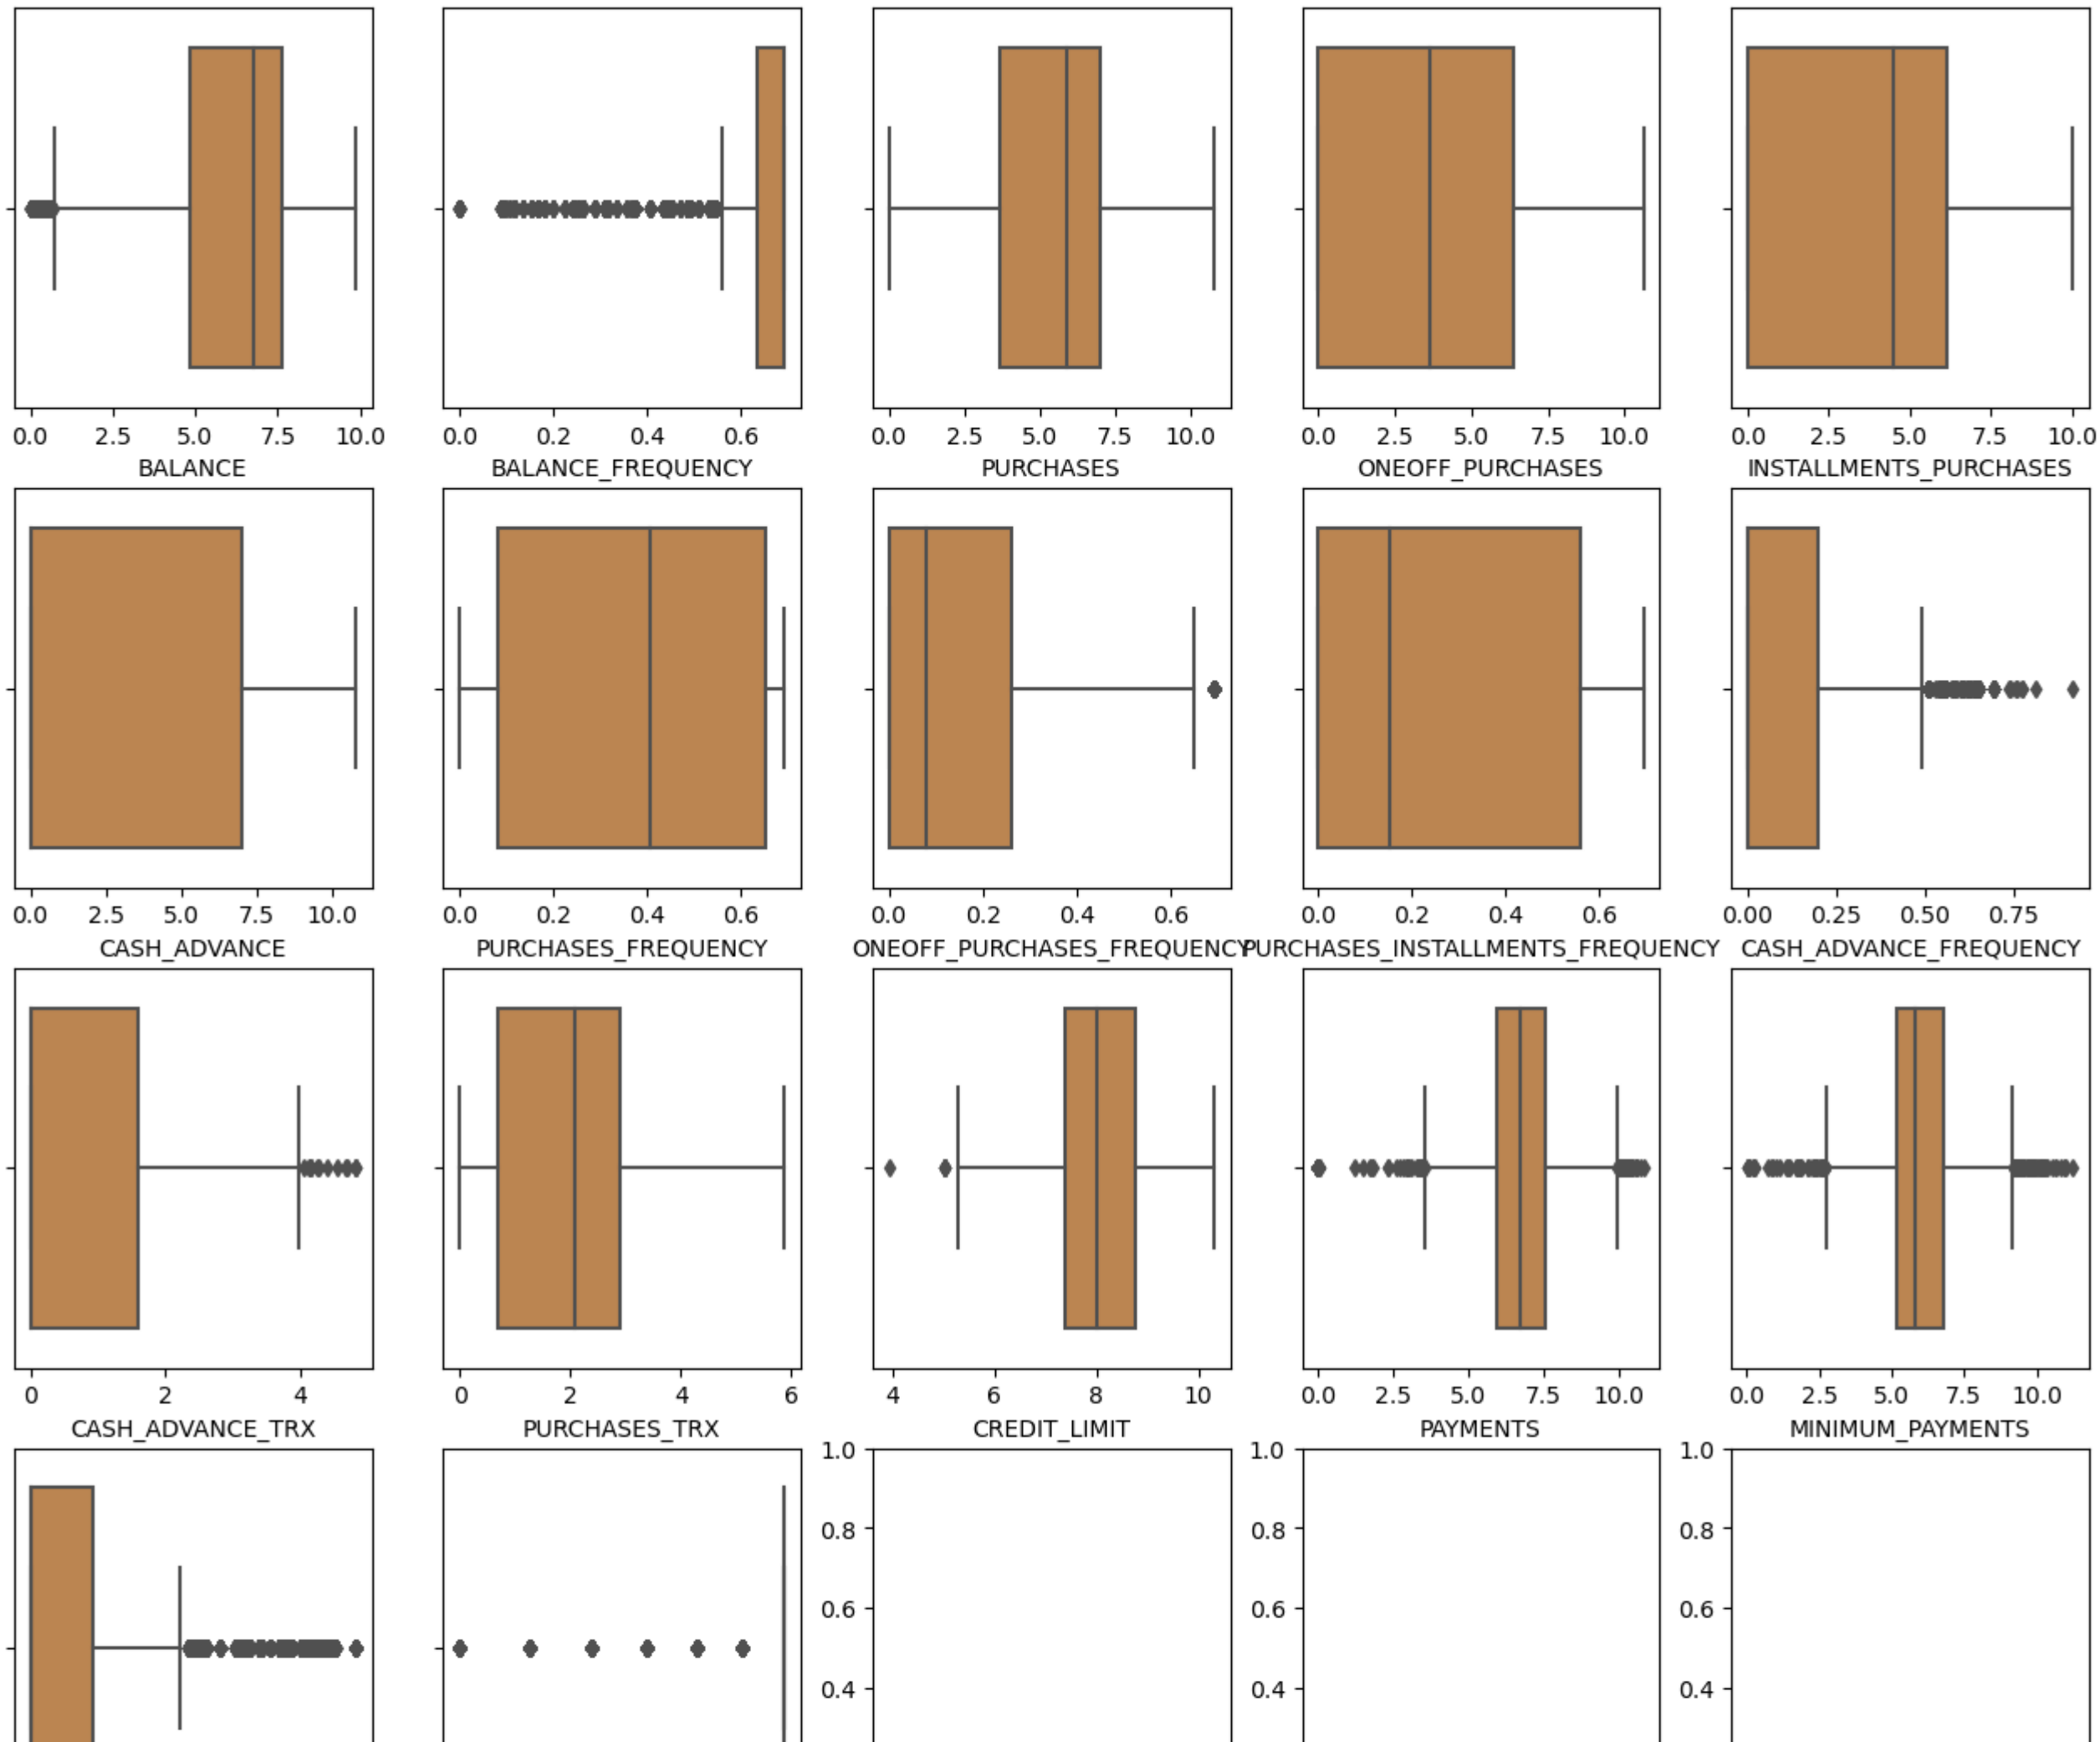 0.0 2.5 5.0 7.5 10.0
BALANCE
0.0 0.2 0.4 0.6
BALANCE_FREQUENCY
0.0 2.5 5.0 7.5 10.0
PURCHASES
0.0 2.5 5.0 7.5 10.0
ONEOFF_PURCHASES
0.0 2.5 5.0 7.5 10.0
INSTALLMENTS_PURCHASES
0.0 2.5 5.0 7.5 10.0
CASH_ADVANCE
0.0 0.2 0.4 0.6
PURCHASES_FREQUENCY
0.0 0.2 0.4 0.6
ONEOFF_PURCHASES_FREQUENCY
0.0 0.2 0.4 0.6
PURCHASES_INSTALLMENTS_FREQUENCY
0.00 0.25 0.50 0.75
CASH_ADVANCE_FREQUENCY
0 2 4
CASH_ADVANCE_TRX
0 2 4 6
PURCHASES_TRX
4 6 8 10
CREDIT_LIMIT
0.0 2.5 5.0 7.5 10.0
PAYMENTS
0.0 2.5 5.0 7.5 10.0
MINIMUM_PAYMENTS
1.0
0.8
0.6
0.4
1.0
0.8
0.6
0.4
1.0
0.8
0.6
0.4